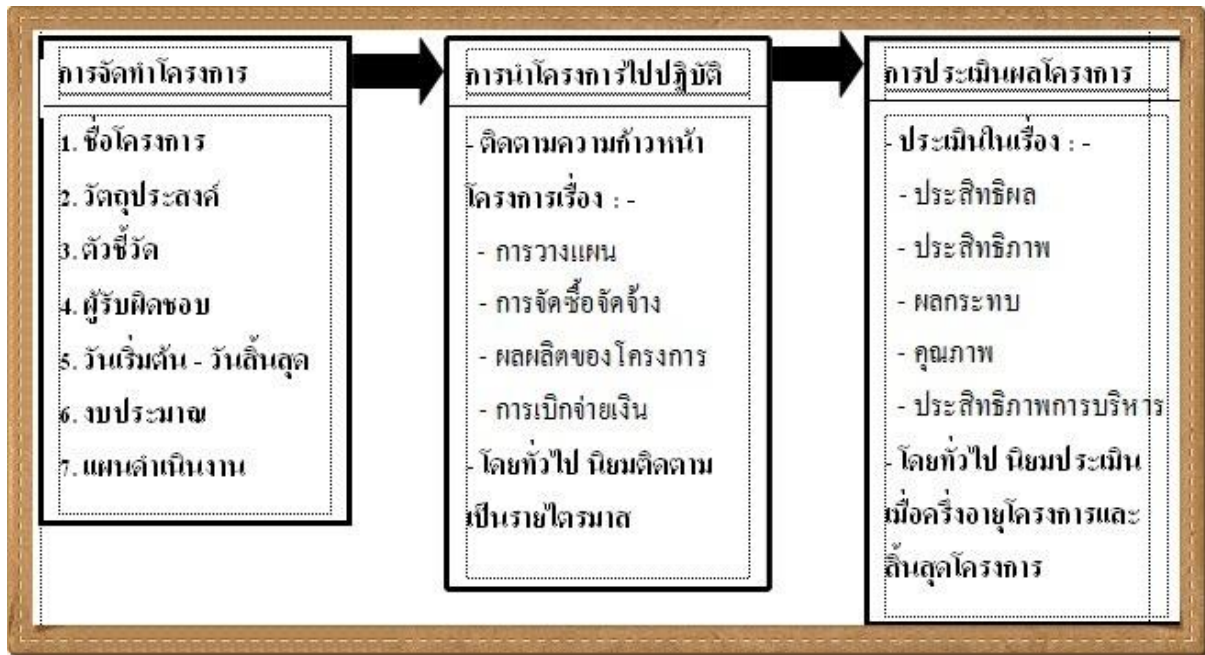 การจัดทำโครงการ
1. ชื่อโครงการ
2. วัตถุประสงค์
3. ตัวชี้วัด
4. ผู้รับผิดชอบ
5. วันเริ่มต้น - วันสิ้นสุด
6. งบประมาณ
7. แผนดำเนินงาน
การนำโครงการไปปฏิบัติ
- ติดตามความก้าวหน้า
โครงการเรื่อง : -
- การวางแผน
- การจัดซื้อจัดจ้าง
- ผลผลิตของโครงการ
- การเบิกจ่ายเงิน
- โดยทั่วไป นิยมติดตาม
เป็นรายไตรมาส
การประเมินผลโครงการ
- ประเมินในเรื่อง : -
- ประสิทธิผล
- ประสิทธิภาพ
- ผลกระทบ
- คุณภาพ
- ประสิทธิภาพการบริหาร
- โดยทั่วไป นิยมประเมิน
เมื่อครึ่งอายุโครงการและ
สิ้นสุดโครงการ